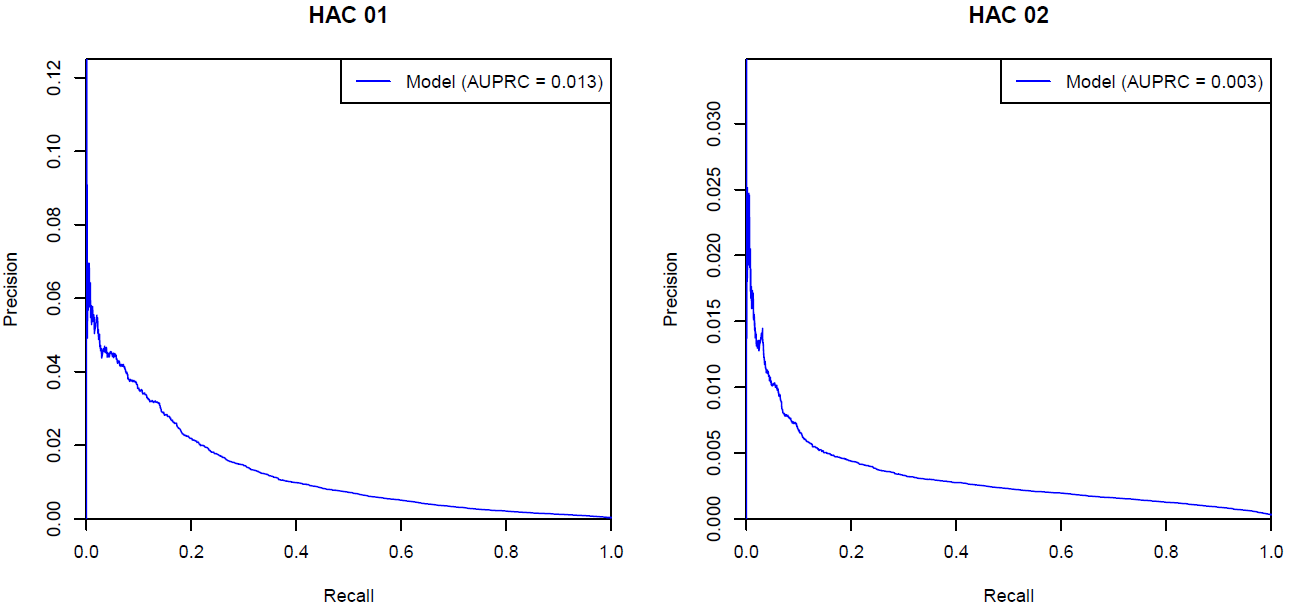 HAC 01
Model (AUPRC = 0.013)
Precision
0.12
0.10
0.08
0.06
0.04
0.02
0.00
0.0 0.2 0.4 0.6 0.8 1.0
Recall
HAC 02
Model (AUPRC = 0.003)
Precision
0.030
0.025
0.020
0.015
0.010
0.005
0.000
0.0 0.2 0.4 0.6 0.8 1.0
Recall